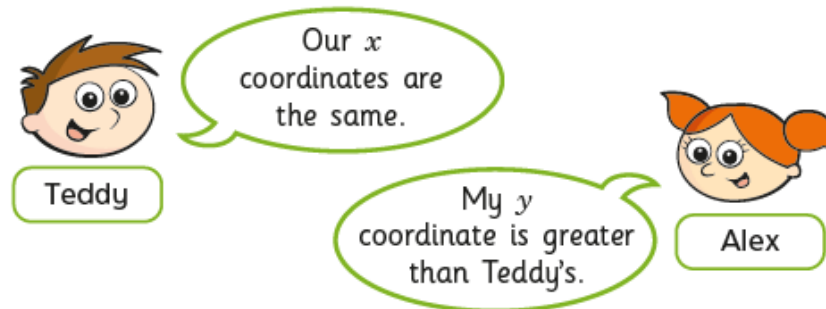 Our x
coordinates are
the same.
Teddy
My y
coordinate is greater
than Teddy's.
Alex